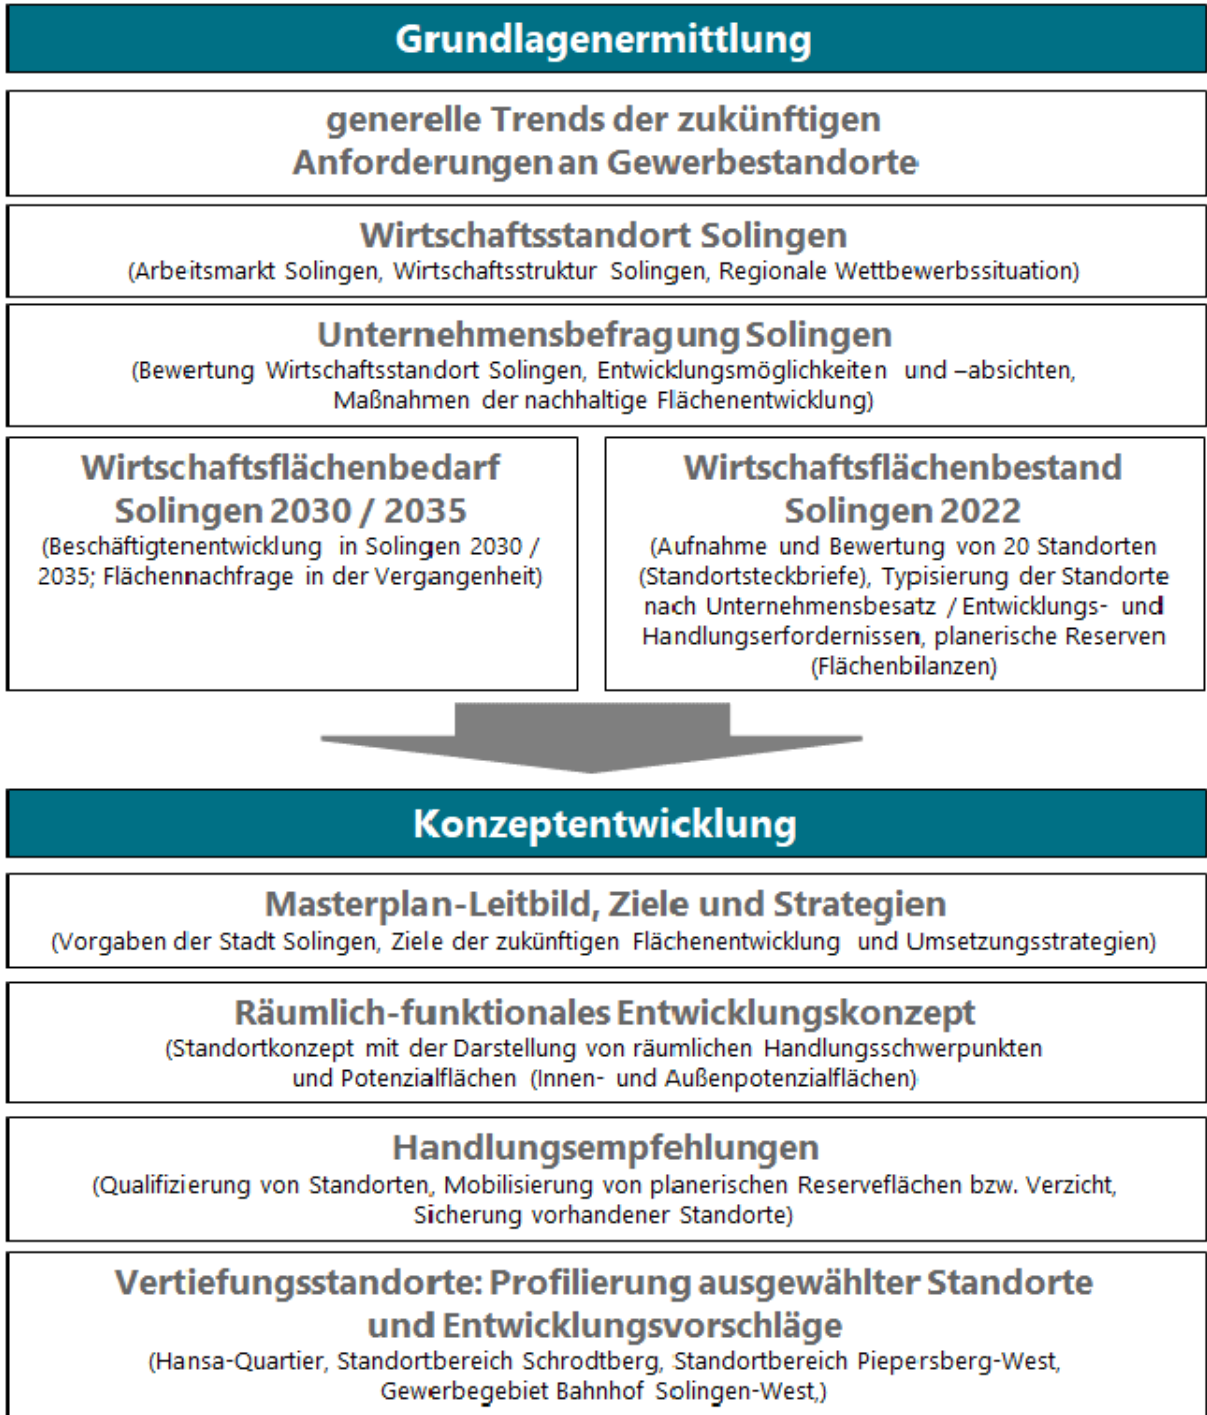 Grundlagenermittlung
generelle Trends der zukünftigen
Anforderungen an Gewerbestandorte
Wirtschaftsstandort Solingen
(Arbeitsmarkt Solingen, Wirtschaftsstruktur Solingen, Regionale Wettbewerbssituation)
Unternehmensbefragung Solingen
(Bewertung Wirtschaftsstandort Solingen, Entwicklungsmöglichkeiten und –absichten,
Maßnahmen der nachhaltige Flächenentwicklung)
Wirtschaftsflächenbedarf
Solingen 2030 / 2035
(Beschäftigtenentwicklung in Solingen 2030 /
2035; Flächennachfrage in der Vergangenheit)
Wirtschaftsflächenbestand
Solingen 2022
(Aufnahme und Bewertung von 20 Standorten
(Standortsteckbriefe), Typisierung der Standorte
nach Unternehmensbesatz / Entwicklungs- und
Handlungserfordernissen, planerische Reserven
(Flächenbilanzen)
Konzeptentwicklung
Masterplan-Leitbild, Ziele und Strategien
(Vorgaben der Stadt Solingen, Ziele der zukünftigen Flächenentwicklung und Umsetzungsstrategien)
Räumlich-funktionales Entwicklungskonzept
(Standortkonzept mit der Darstellung von räumlichen Handlungsschwerpunkten
und Potenzialflächen (Innen- und Außenpotenzialflächen)
Handlungsempfehlungen
(Qualifizierung von Standorten, Mobilisierung von planerischen Reserveflächen bzw. Verzicht,
Sicherung vorhandener Standorte)
Vertiefungsstandorte: Profilierung ausgewählter Standorte
und Entwicklungsvorschläge
(Hansa-Quartier, Standortbereich Schrodtberg, Standortbereich Piepersberg-West,
Gewerbegebiet Bahnhof Solingen-West,)